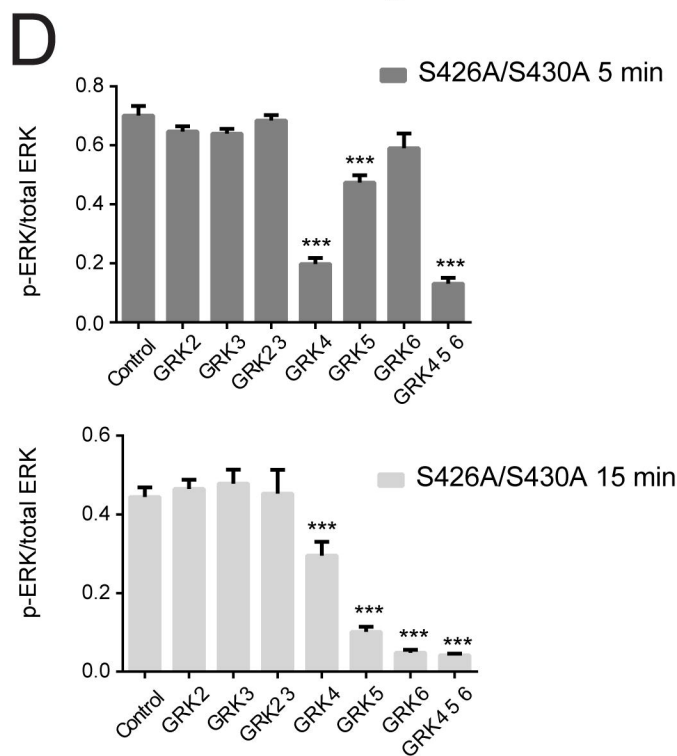 D
S426A/S430A 5 min
p-ERK/total ERK
0.8
0.6
0.4
0.2
0.0
***
***
***
Control
GRK2
GRK3
GRK2 3
GRK4
GRK5
GRK6
GRK4 5 6
S426A/S430A 15 min
p-ERK/total ERK
0.6
0.4
0.2
0.0
***
***
***
***
Control
GRK2
GRK3
GRK2 3
GRK4
GRK5
GRK6
GRK4 5 6